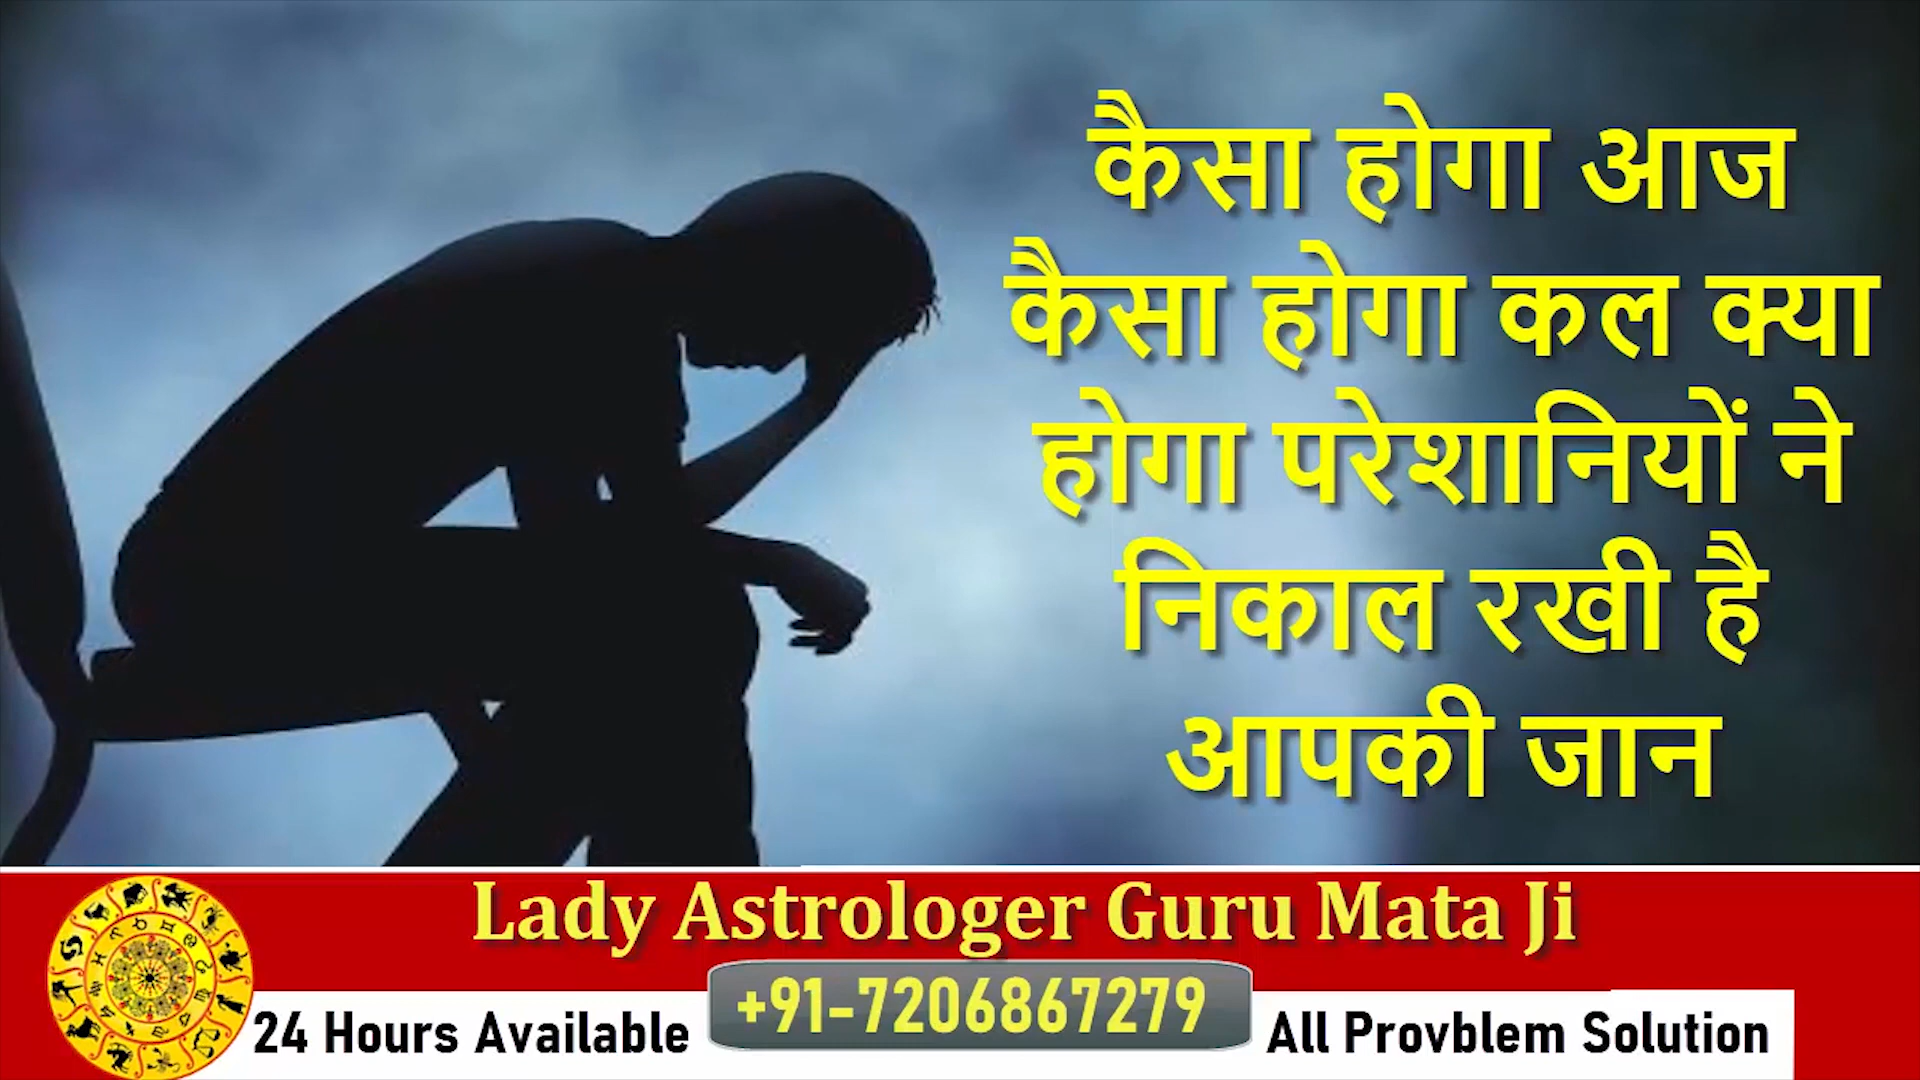 कैसा होगा आज
कैसा होगा कल क्या
होगा परेशानियों ने
निकाल रखी है
आपकी जान
Lady Astrologer Guru Mata Ji
+91-7206867279
24 Hours Available
All Provblem Solution